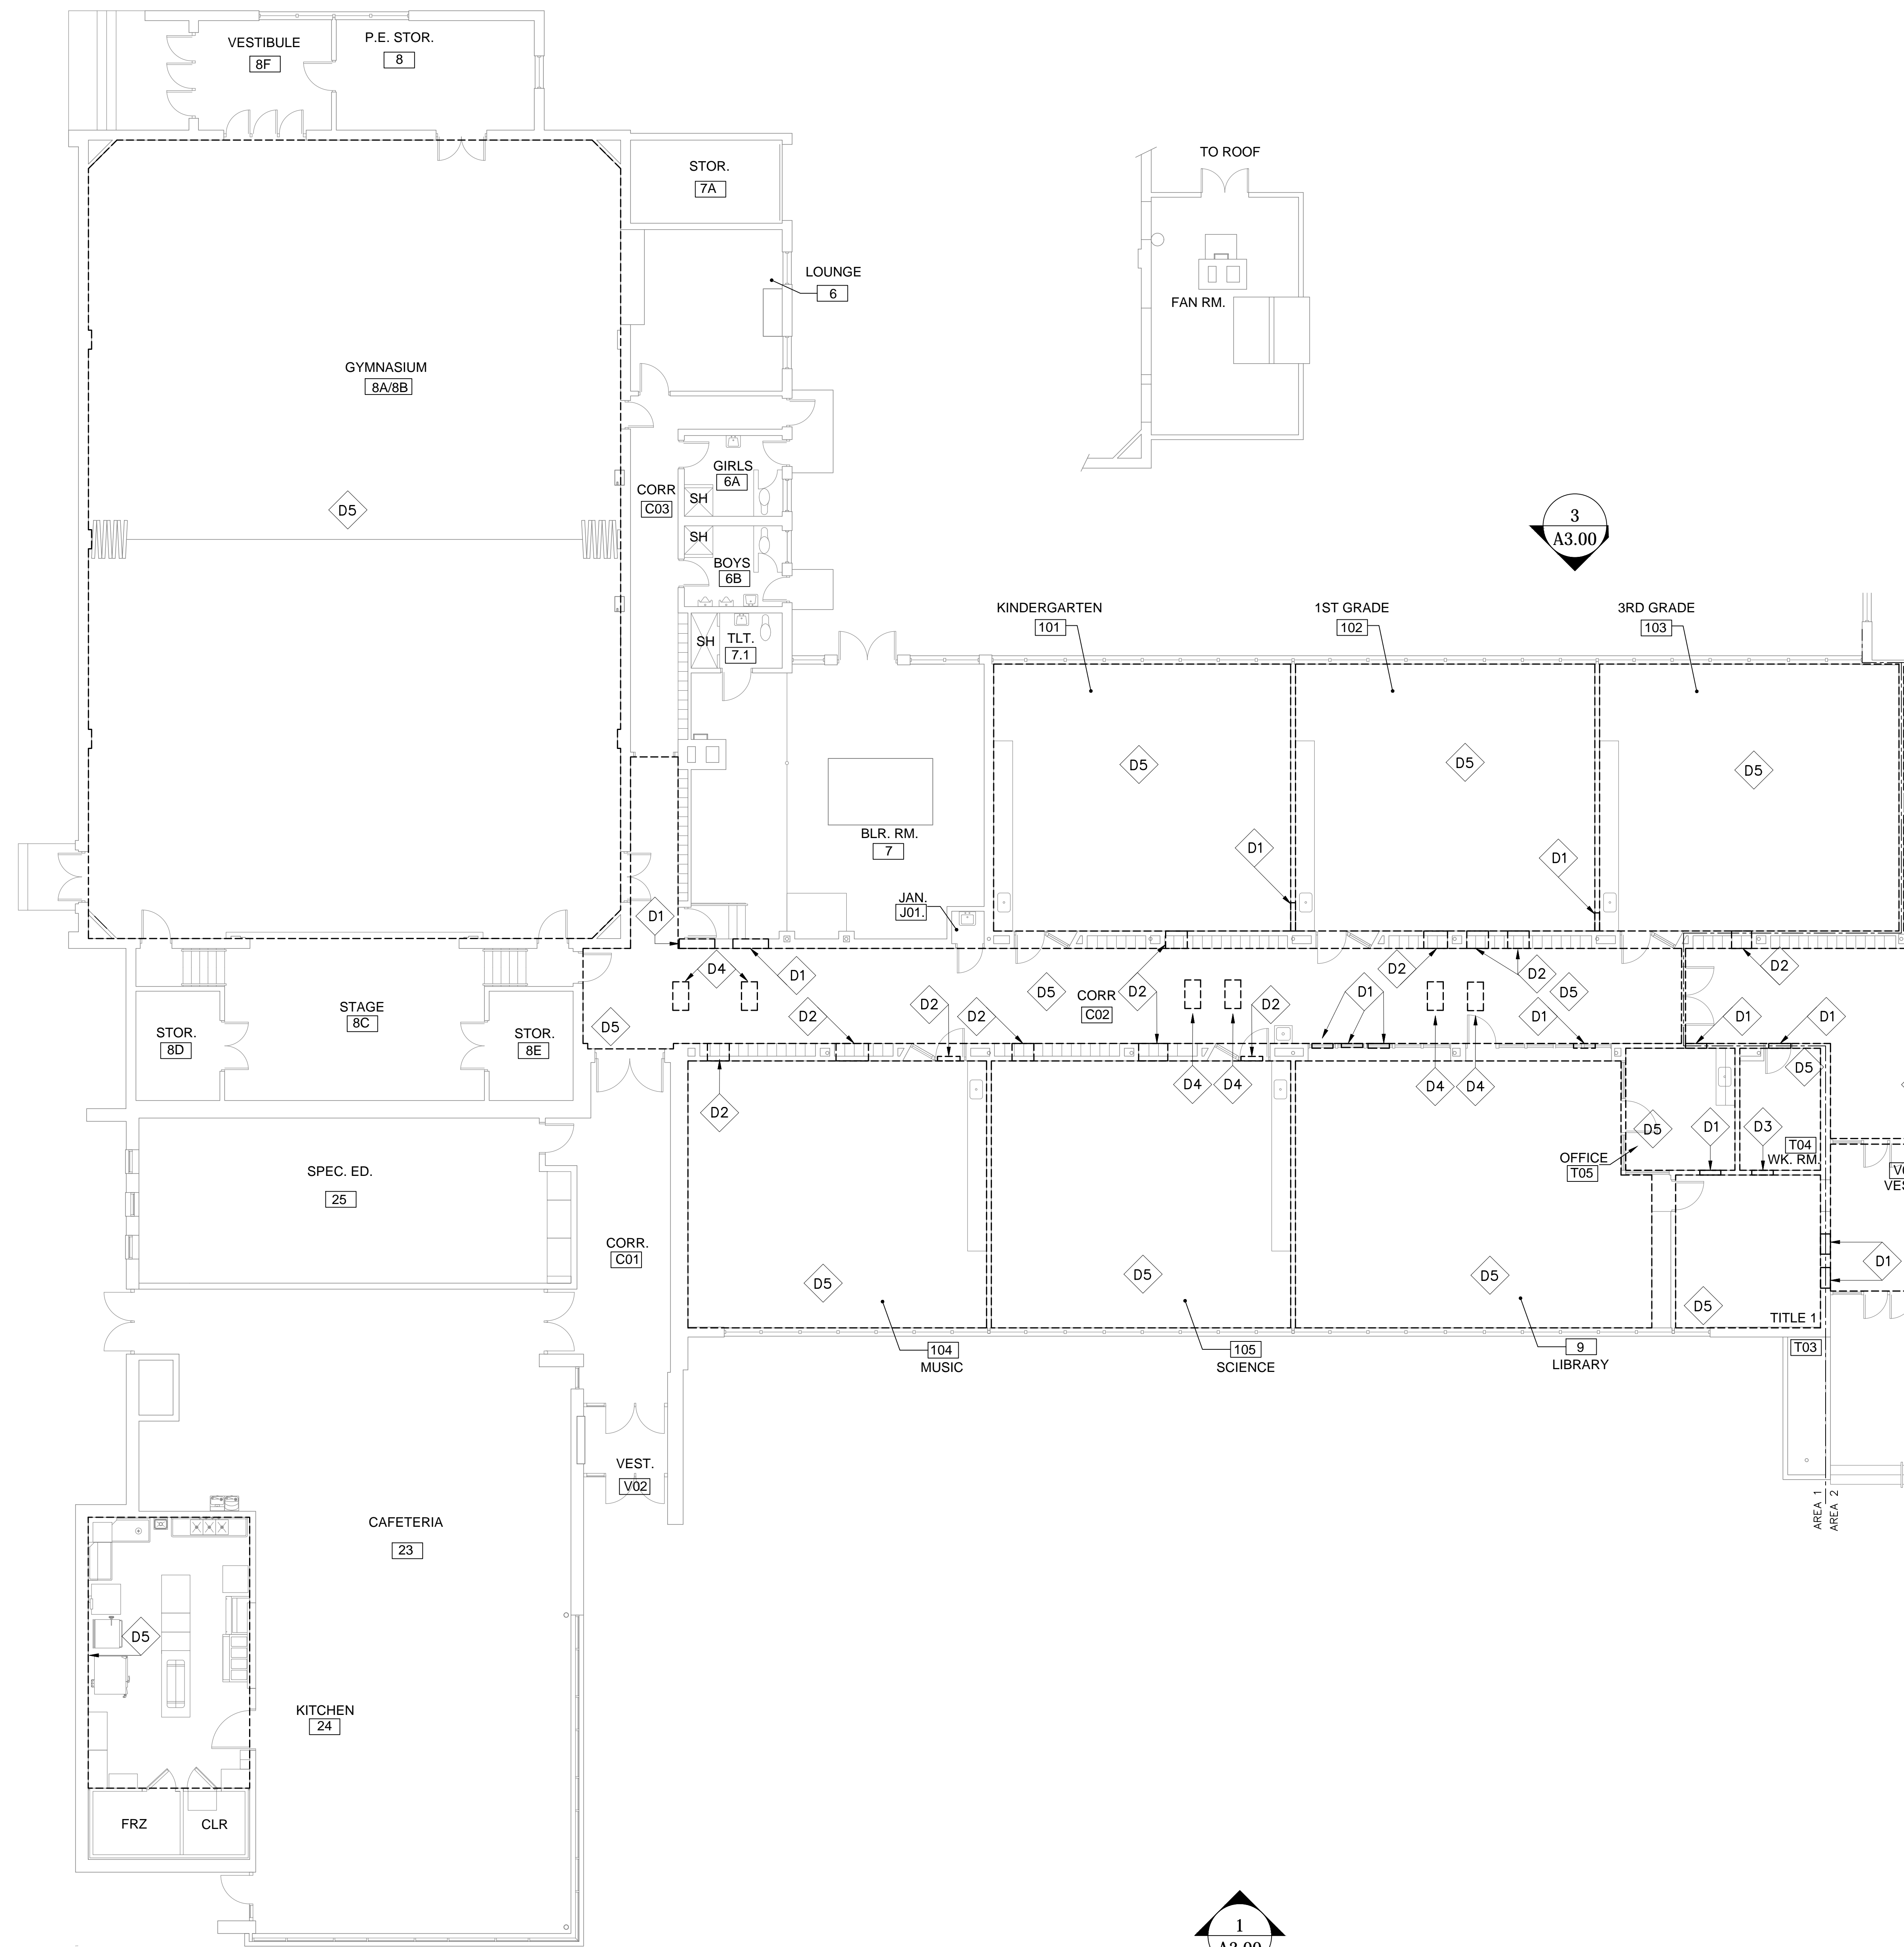 VESTIBULE
8F
P.E. STOR.
8
STOR.
7A
TO ROOF
FAN RM.
LOUNGE
6
GYMNASIUM
8A/8B
D5
GIRLS
6A
SH
CORR
C03
SH
BOYS
6B
SH
TLT.
7.1
3
A3.00
KINDERGARTEN
101
1ST GRADE
102
3RD GRADE
103
D5
D5
D5
BLR. RM.
7
D1
D1
JAN.
J01.
D1
D4
D1
D5
CORR
C02
D2
D2
D2
D5
D2
D2
D2
D2
D2
D1
D1
D1
D1
D5
STAGE
8C
STOR.
8D
STOR.
8E
D2
D4
D4
D4
D4
D5
D5
D1
D3
T04
WK. RM.
OFFICE
T05
SPEC. ED.
25
CORR.
C01
D5
D5
D5
D5
D1
TITLE 1
T03
104
MUSIC
105
SCIENCE
9
LIBRARY
VEST.
V02
AREA 1
AREA 2
CAFETERIA
23
D5
KITCHEN
24
FRZ
CLR
1
A3.00